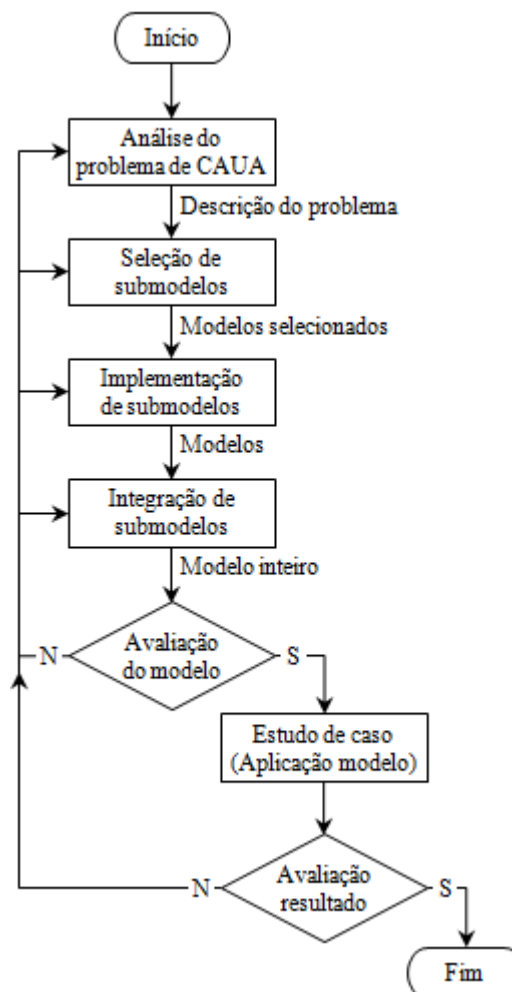 Início
Análise do
problema de CAUA
Descrição do problema
Seleção de
submodelos
Modelos selecionados
Implementação
de submodelos
Modelos
Integração de
submodelos
Modelo inteiro
Avaliação
do modelo
N
S
Estudo de caso
(Aplicação modelo)
Avaliação
resultado
N
S
Fim